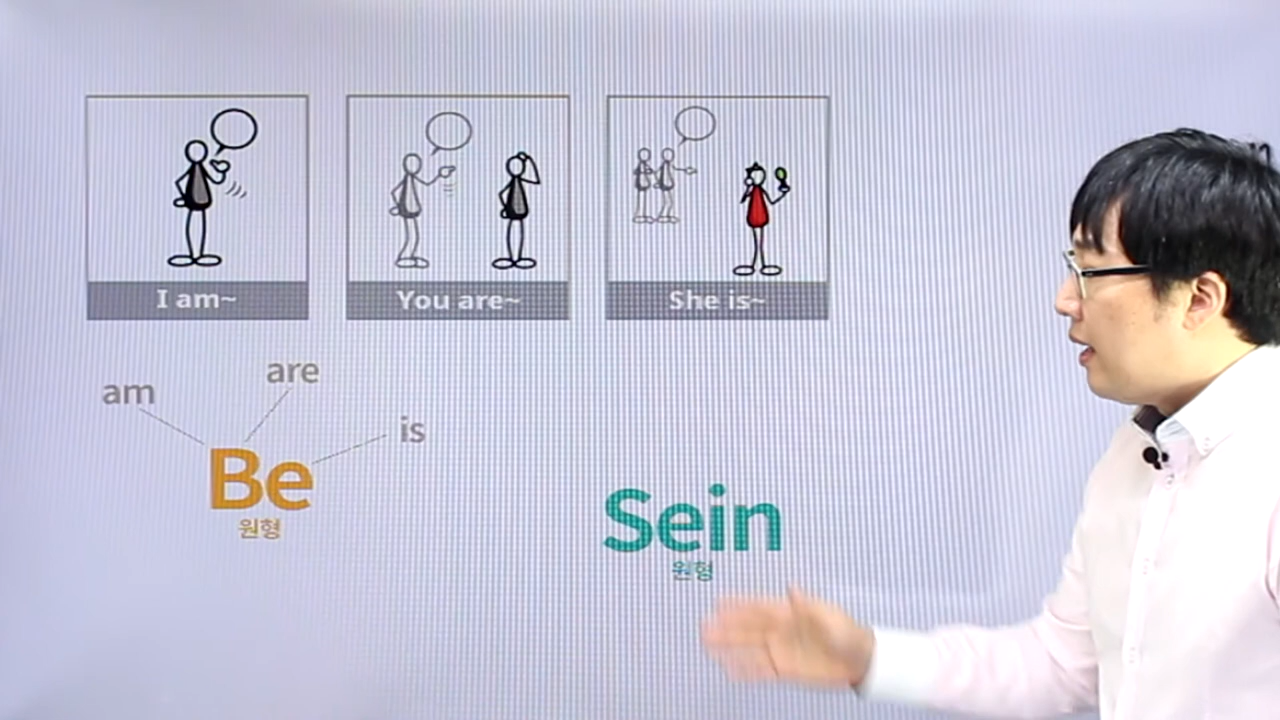 I am~
You are~
She is~
am
are
is
Be
원형
Sein
원형